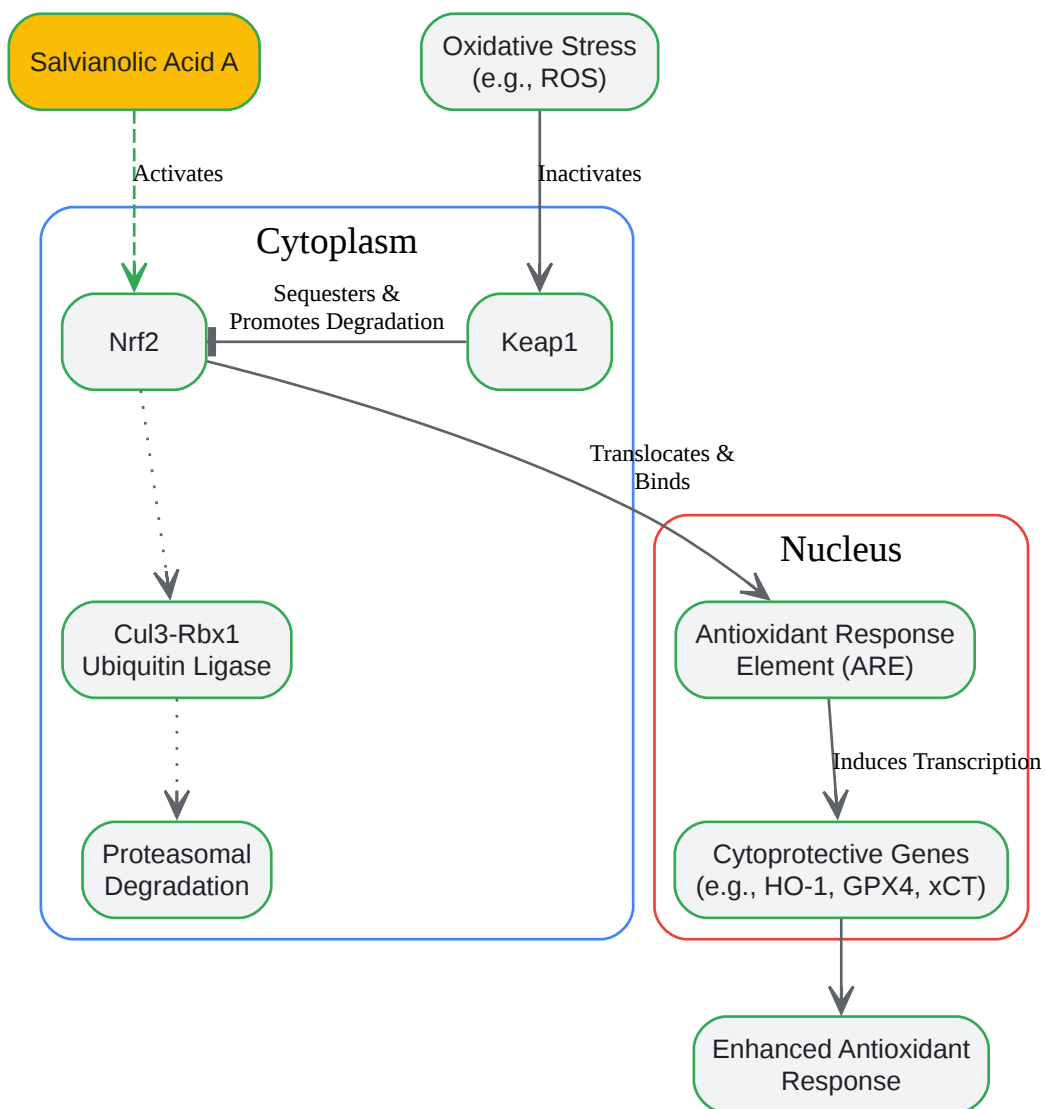 Salvianolic Acid A
Oxidative Stress
(e.g., ROS)
Activates
Inactivates
Cytoplasm
Sequesters &
Promotes Degradation
Nrf2
Keap1
Translocates &
Binds
Nucleus
Cul3-Rbx1
Ubiquitin Ligase
Antioxidant Response
Element (ARE)
Induces Transcription
Proteasomal
Degradation
Cytoprotective Genes
(e.g., HO-1, GPX4, xCT)
Enhanced Antioxidant
Response